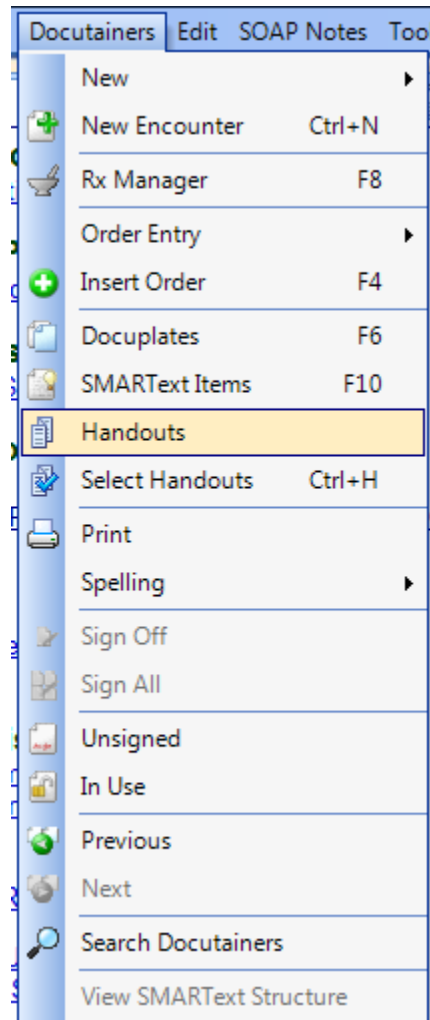 Docutainers Edit SOAP Notes Too
New
New Encounter Ctrl+N
Rx Manager F8
Order Entry
Insert Order F4
Docuplates F6
SMARText Items F10
Handouts
Select Handouts Ctrl+H
Print
Spelling
Sign Off
Sign All
Unsigned
In Use
Previous
Next
Search Docutainers
View SMARText Structure